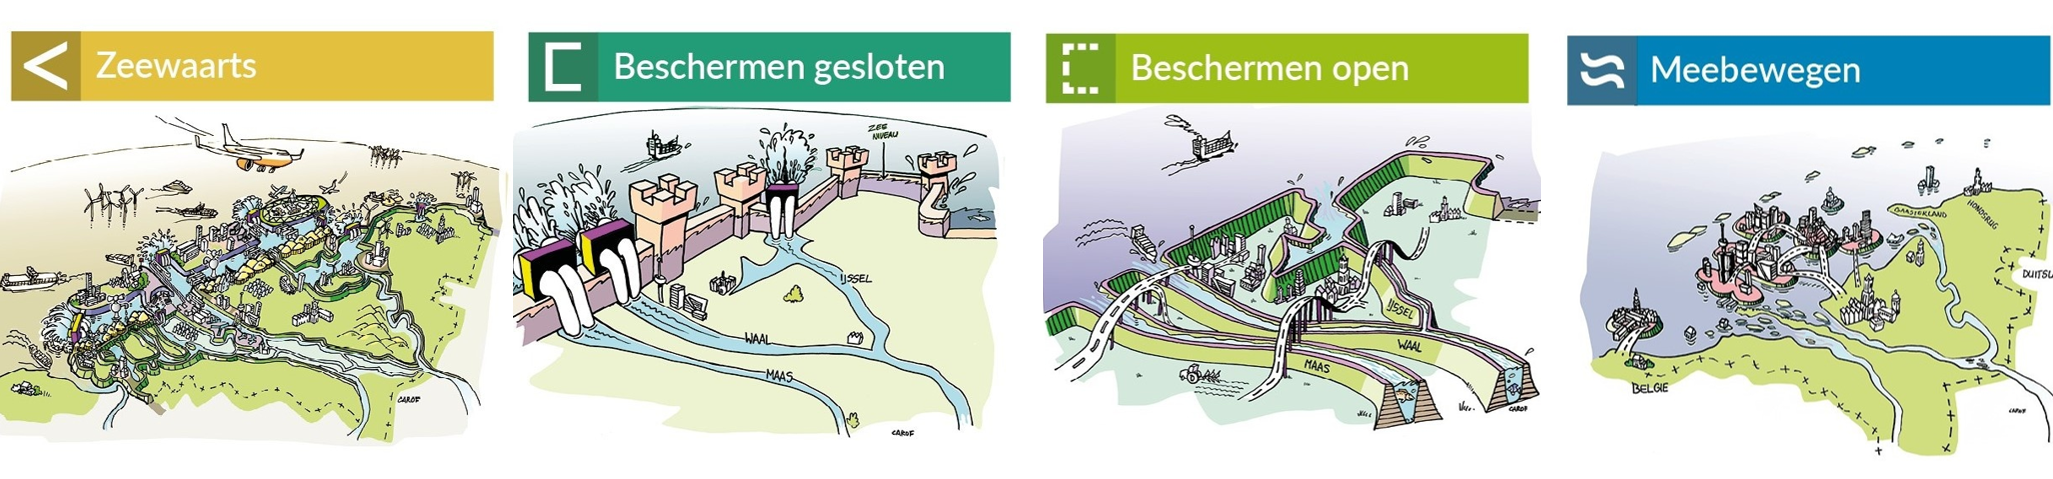 Zeewaarts
CAROF
Beschermen gesloten
ZEE
NIVEAU
IJSSEL
WAAL
MAAS
CAROF
Beschermen open
IJSSEL
WAAL
MAAS
CAROF
Meebewegen
GAASTERLAND
HONDSRUG
DUITSL
BELGIE
CAROF